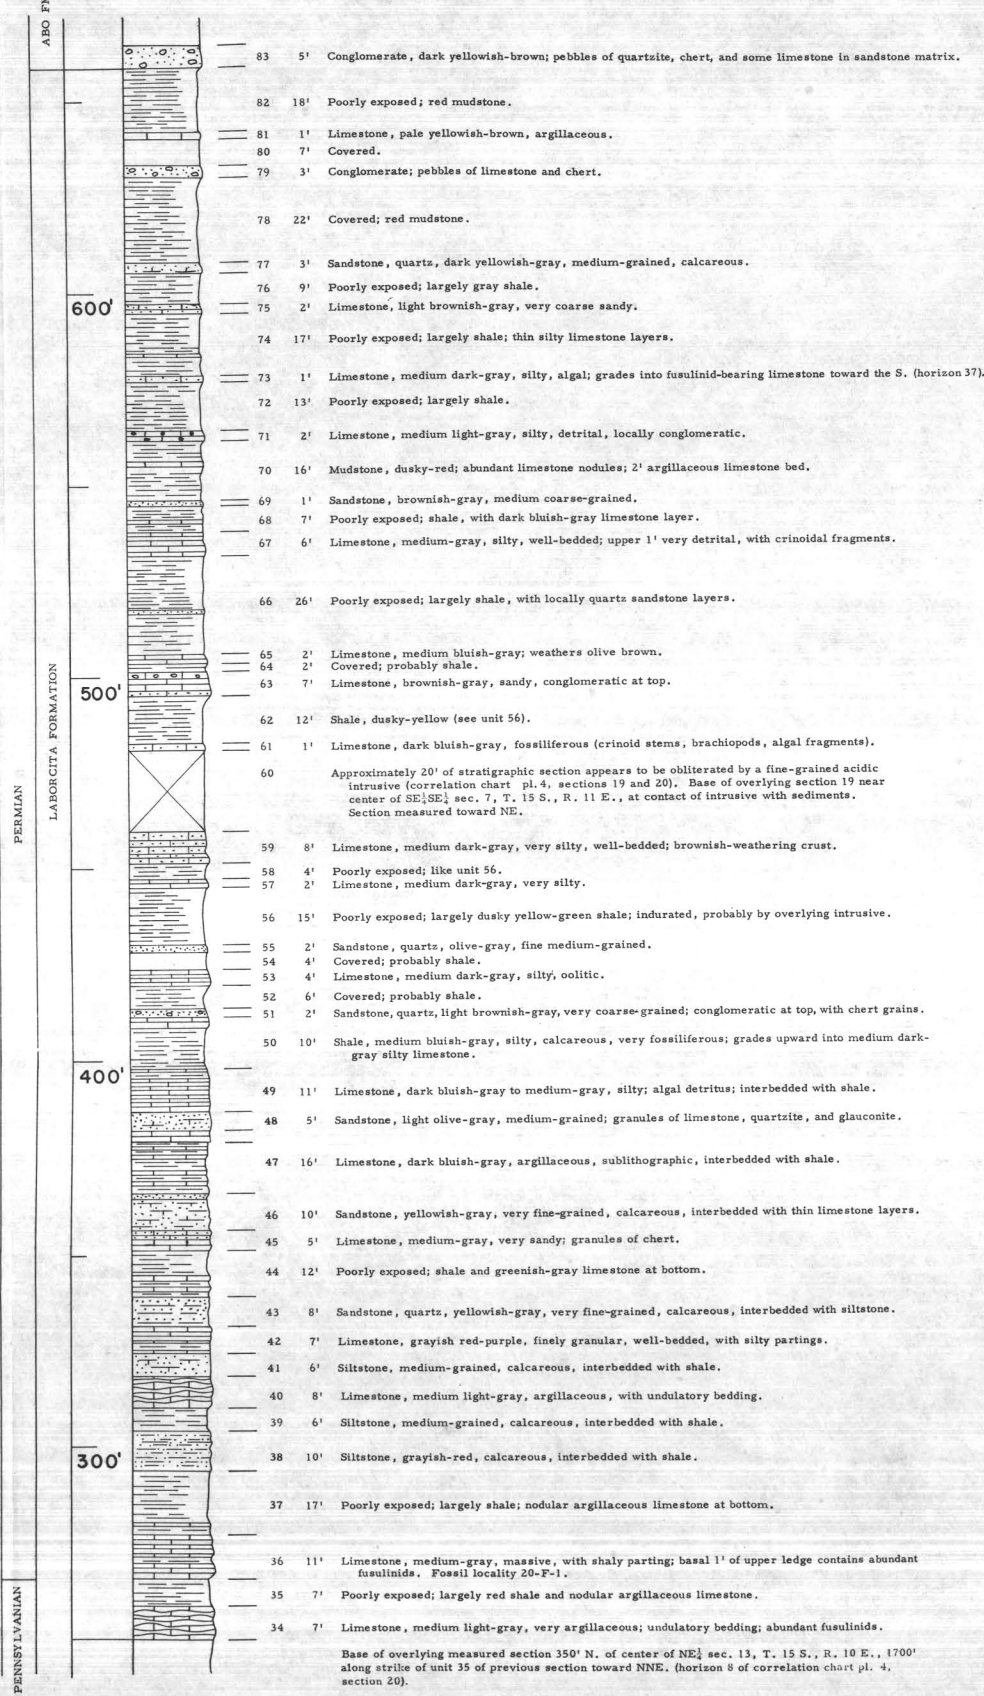 ABO FM
83 5' Conglomerate, dark yellowish-brown; pebbles of quartzite, chert, and some limestone in sandstone matrix.
82 18' Poorly exposed; red mudstone.
81 1' Limestone, pale yellowish-brown, argillaceous.
80 7' Covered.
79 3' Conglomerate; pebbles of limestone and chert.
78 22' Covered; red mudstone.
77 3' Sandstone, quartz, dark yellowish-gray, medium-grained, calcareous.
76 9' Poorly exposed; largely gray shale.
600'
75 2' Limestone, light brownish-gray, very coarse sandy.
74 17' Poorly exposed; largely shale; thin silty limestone layers.
73 1' Limestone, medium dark-gray, silty, algal; grades into fusulinid-bearing limestone toward the S. (horizon 37).
72 13' Poorly exposed; largely shale.
71 2' Limestone, medium light-gray, silty, detrital, locally conglomeratic.
70 16' Mudstone, dusky-red; abundant limestone nodules; 2' argillaceous limestone bed.
69 1' Sandstone, brownish-gray, medium coarse-grained.
68 7' Poorly exposed; shale, with dark bluish-gray limestone layer.
67 6' Limestone, medium-gray, silty, well-bedded; upper 1' very detrital, with crinoidal fragments.
66 26' Poorly exposed; largely shale, with locally quartz sandstone layers.
65 2' Limestone, medium bluish-gray; weathers olive brown.
64 2' Covered; probably shale.
63 7' Limestone, brownish-gray, sandy, conglomeratic at top.
500'
62 12' Shale, dusky-yellow (see unit 56).
61 1' Limestone, dark bluish-gray, fossiliferous (crinoid stems, brachiopods, algal fragments).
60 Approximately 20' of stratigraphic section appears to be obliterated by a fine-grained acidic
intrusive (correlation chart pl. 4, sections 19 and 20). Base of overlying section 19 near
center of SE¼SE¼ sec. 7, T. 15 S., R. 11 E., at contact of intrusive with sediments.
Section measured toward NE.
PERMIAN
LABORCITA FORMATION
59 8' Limestone, medium dark-gray, very silty, well-bedded; brownish-weathering crust.
58 4' Poorly exposed; like unit 56.
57 2' Limestone, medium dark-gray, very silty.
56 15' Poorly exposed; largely dusky yellow-green shale; indurated, probably by overlying intrusive.
55 2' Sandstone, quartz, olive-gray, fine medium-grained.
54 4' Covered; probably shale.
53 4' Limestone, medium dark-gray, silty, oolitic.
52 6' Covered; probably shale.
51 2' Sandstone, quartz, light brownish-gray, very coarse-grained; conglomeratic at top, with chert grains.
50 10' Shale, medium bluish-gray, silty, calcareous, very fossiliferous; grades upward into medium dark-
gray silty limestone.
400'
49 11' Limestone, dark bluish-gray to medium-gray, silty; algal detritus; interbedded with shale.
48 5' Sandstone, light olive-gray, medium-grained; granules of limestone, quartzite, and glauconite.
47 16' Limestone, dark bluish-gray, argillaceous, sublithographic, interbedded with shale.
46 10' Sandstone, yellowish-gray, very fine-grained, calcareous, interbedded with thin limestone layers.
45 5' Limestone, medium-gray, very sandy; granules of chert.
44 12' Poorly exposed; shale and greenish-gray limestone at bottom.
43 8' Sandstone, quartz, yellowish-gray, very fine-grained, calcareous, interbedded with siltstone.
42 7' Limestone, grayish red-purple, finely granular, well-bedded, with silty partings.
41 6' Siltstone, medium-grained, calcareous, interbedded with shale.
40 8' Limestone, medium light-gray, argillaceous, with undulatory bedding.
39 6' Siltstone, medium-grained, calcareous, interbedded with shale.
300'
38 10' Siltstone, grayish-red, calcareous, interbedded with shale.
37 17' Poorly exposed; largely shale; nodular argillaceous limestone at bottom.
36 11' Limestone, medium-gray, massive, with shaly parting; basal 1' of upper ledge contains abundant
fusulinids. Fossil locality 20-F-1.
35 7' Poorly exposed; largely red shale and nodular argillaceous limestone.
34 7' Limestone, medium light-gray, very argillaceous; undulatory bedding; abundant fusulinids.
PENNSYLVANIAN
Base of overlying measured section 350' N. of center of NE¼ sec. 13, T. 15 S., R. 10 E., 1700'
along strike of unit 35 of previous section toward NNE. (horizon 8 of correlation chart pl. 4,
section 20).